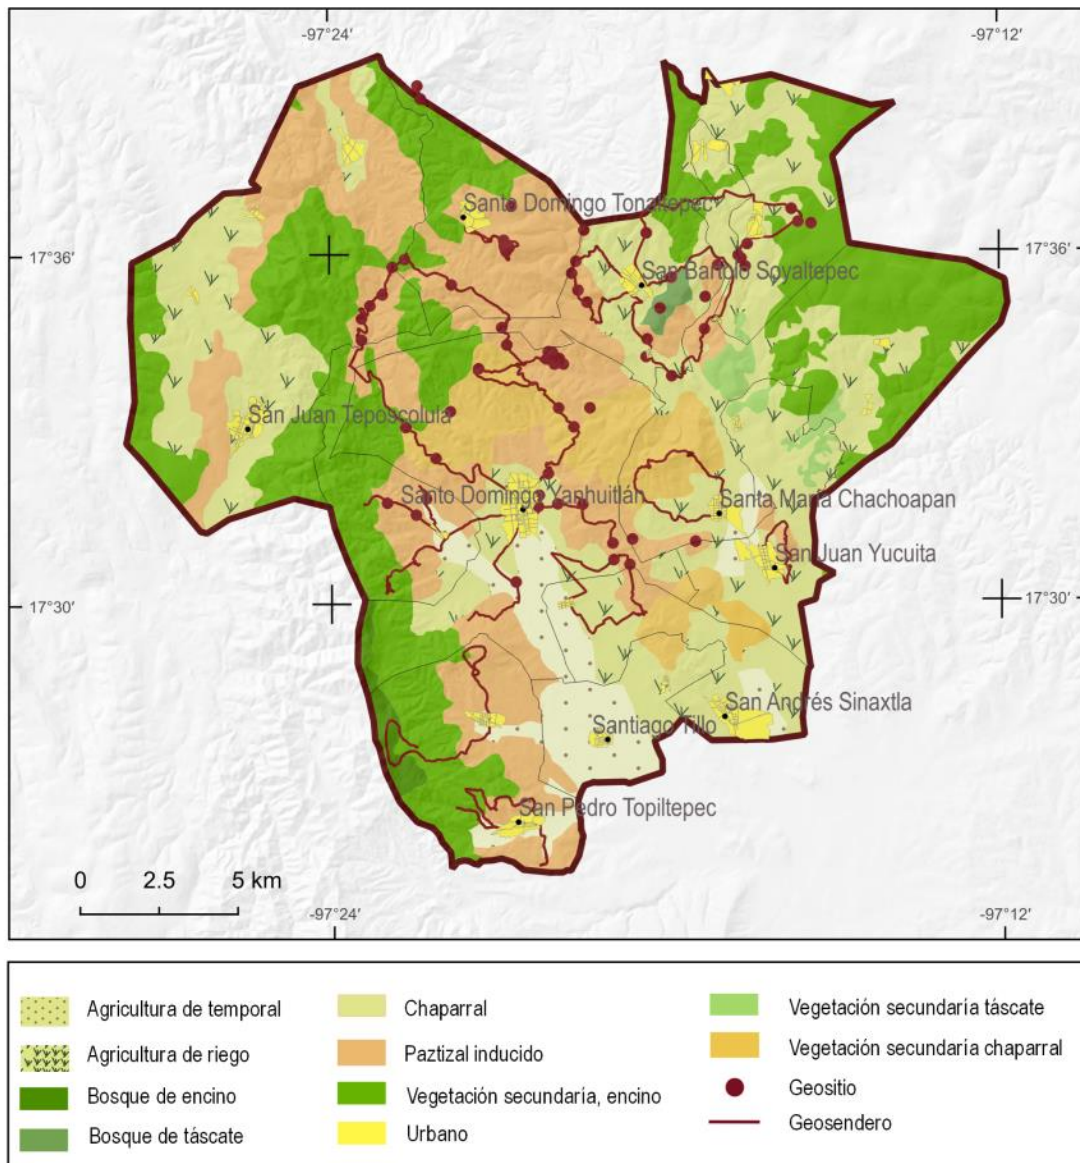 -97°24'
-97°12'
Santo Domingo Tonaltepec
17°36'
17°36'
San Bartolo Soyaltepec
San Juan Teposcolula
Santo Domingo Yanhuitlán
Santa María Chachoapan
San Juan Yucuita
17°30'
17°30'
San Andrés Sinaxtla
Santiago Tillo
San Pedro Topiltepec
0 2.5 5 km
-97°24'
-97°12'
Agricultura de temporal
Agricultura de riego
Bosque de encino
Bosque de táscate
Chaparral
Paztizal inducido
Vegetación secundaría, encino
Urbano
Vegetación secundaría táscate
Vegetación secundaría chaparral
Geositio
Geosendero